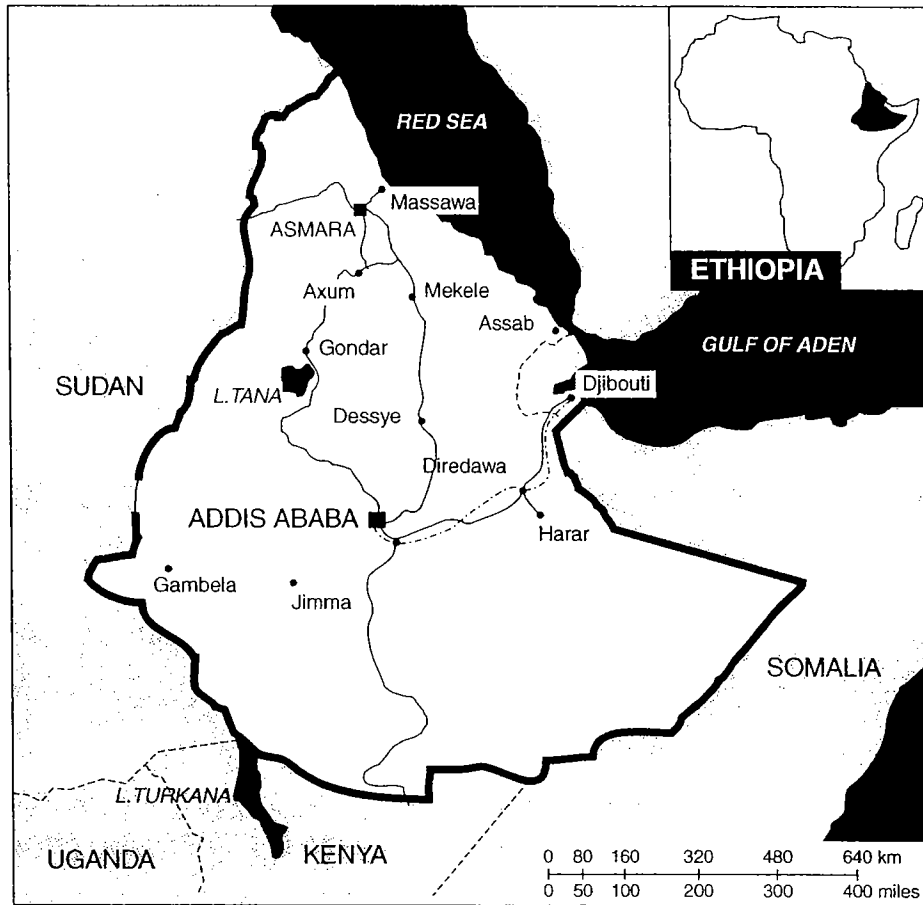 RED SEA
Massawa
ASMARA
ETHIOPIA
Axum
Mekele
Assab
GULF OF ADEN
Gondar
SUDAN
L.TANA
Djibouti
Dessye
Diredawa
ADDIS ABABA
Harar
Gambela
Jimma
SOMALIA
L.TURKANA
UGANDA
KENYA
0 80 160 320 480 640 km
0 50 100 200 300 400 miles